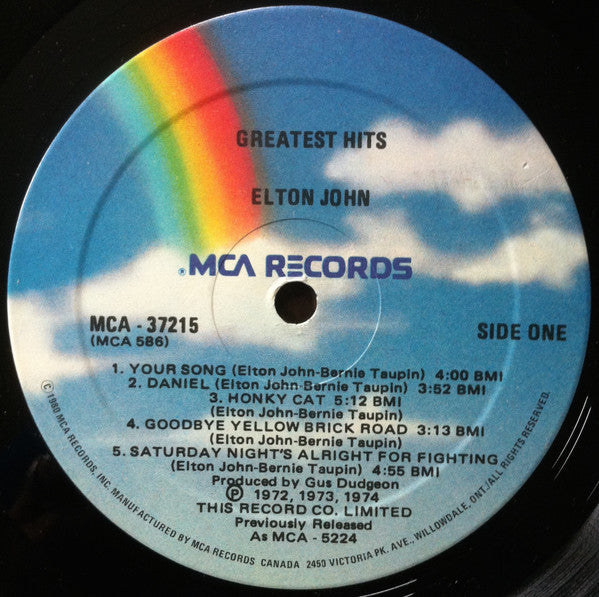 GREATEST HITS
ELTON JOHN
®MCA RECORDS
MCA - 37215
(MCA 586)
SIDE ONE
1. YOUR SONG (Elton John-Bernie Taupin) 4:00 BMI
2. DANIEL (Elton John-Bernie Taupin) 3:52 BMI
3. HONKY CAT 5:12 BMI
(Elton John-Bernie Taupin)
4. GOODBYE YELLOW BRICK ROAD 3:13 BMI
(Elton John-Bernie Taupin)
5. SATURDAY NIGHT'S ALRIGHT FOR FIGHTING
(Elton John-Bernie Taupin) 4:55 BMI
Produced by Gus Dudgeon
Ⓟ 1972, 1973, 1974
THIS RECORD CO. LIMITED
Previously Released
As MCA - 5224
© 1980 MCA RECORDS, INC. MANUFACTURED BY MCA RECORDS CANADA 2450 VICTORIA PK. AVE., WILLOWDALE, ONT./ALL RIGHTS RESERVED.